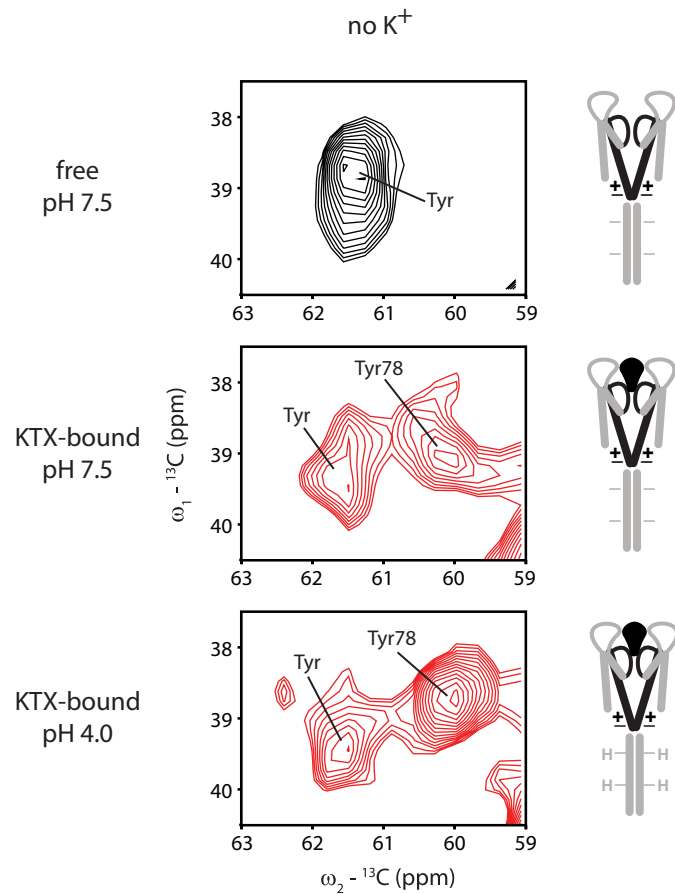 no K+
free
pH 7.5
38
39
40
Tyr
63 62 61 60 59
+ +
− −
KTX-bound
pH 7.5
38
39
40
Tyr
Tyr78
63 62 61 60 59
ω1 - 13C (ppm)
+ +
− −
KTX-bound
pH 4.0
38
39
40
Tyr
Tyr78
63 62 61 60 59
ω2 - 13C (ppm)
+ +
− −
H H
H H